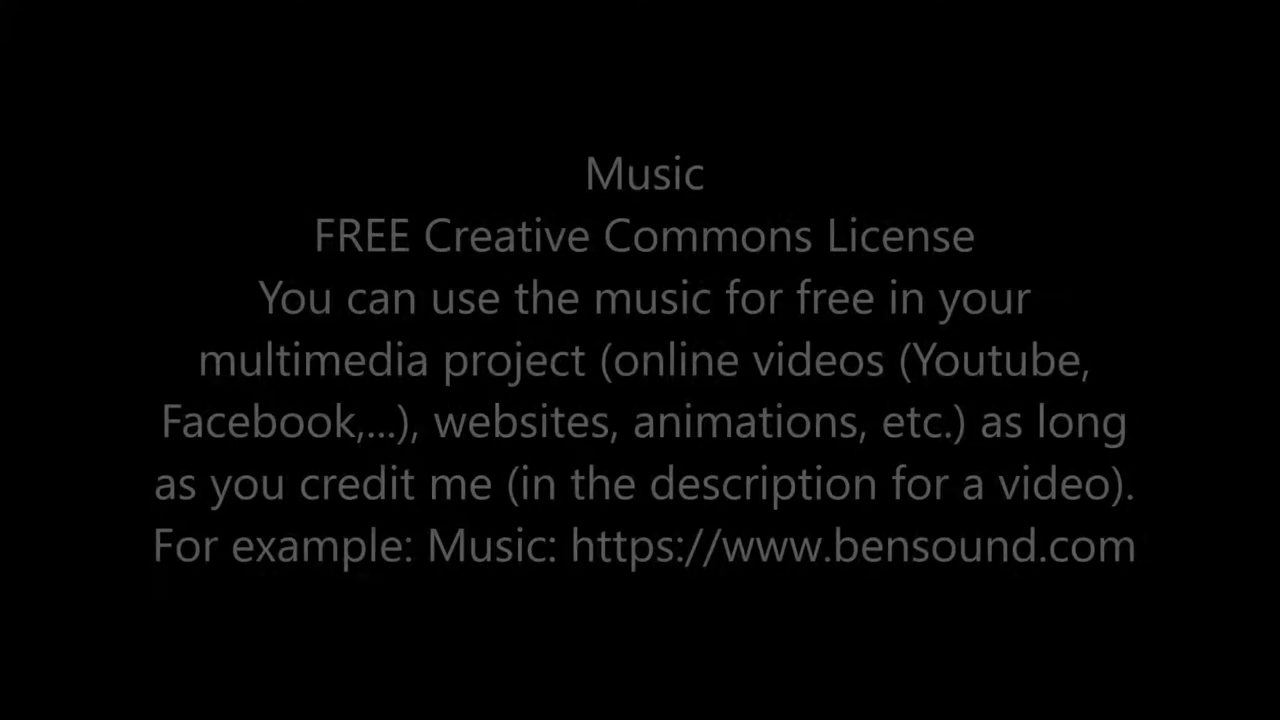 Music
FREE Creative Commons License
You can use the music for free in your
multimedia project (online videos (Youtube,
Facebook,...), websites, animations, etc.) as long
as you credit me (in the description for a video).
For example: Music: https://www.bensound.com